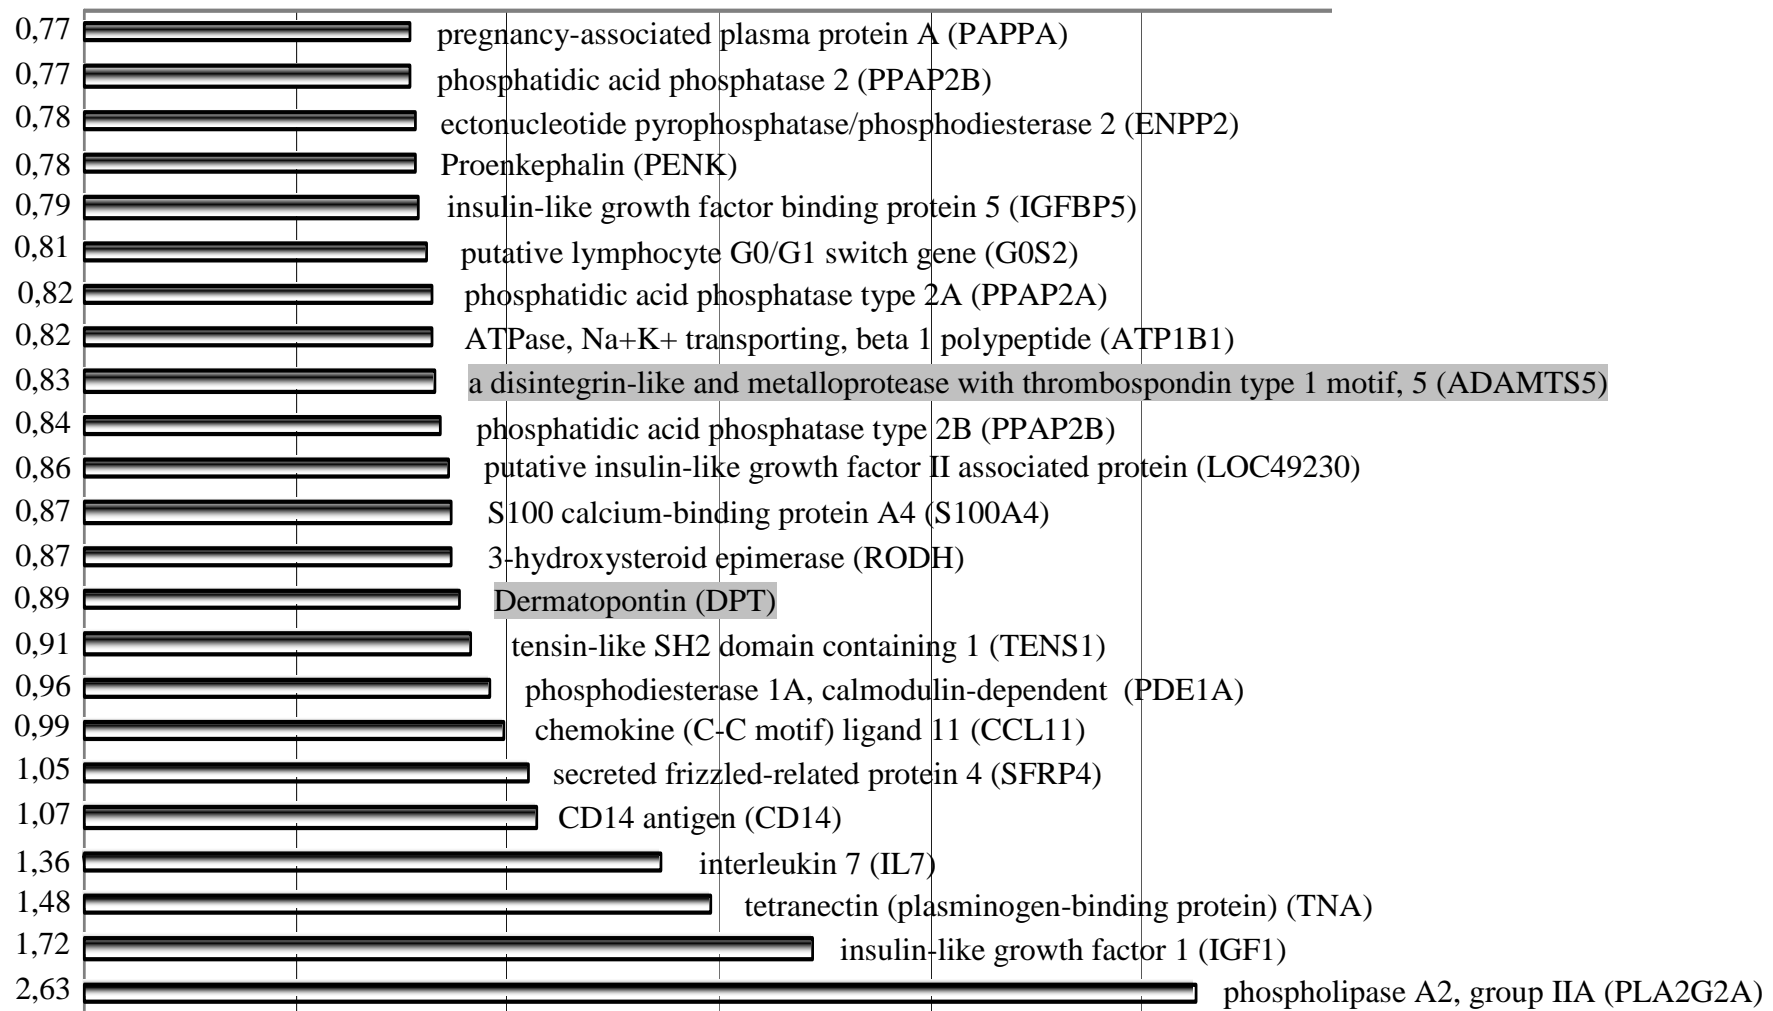 0,77 pregnancy-associated plasma protein A (PAPPA)
0,77 phosphatidic acid phosphatase 2 (PPAP2B)
0,78 ectonucleotide pyrophosphatase/phosphodiesterase 2 (ENPP2)
0,78 Proenkephalin (PENK)
0,79 insulin-like growth factor binding protein 5 (IGFBP5)
0,81 putative lymphocyte G0/G1 switch gene (G0S2)
0,82 phosphatidic acid phosphatase type 2A (PPAP2A)
0,82 ATPase, Na+K+ transporting, beta 1 polypeptide (ATP1B1)
0,83 a disintegrin-like and metalloprotease with thrombospondin type 1 motif, 5 (ADAMTS5)
0,84 phosphatidic acid phosphatase type 2B (PPAP2B)
0,86 putative insulin-like growth factor II associated protein (LOC49230)
0,87 S100 calcium-binding protein A4 (S100A4)
0,87 3-hydroxysteroid epimerase (RODH)
0,89 Dermatopontin (DPT)
0,91 tensin-like SH2 domain containing 1 (TENS1)
0,96 phosphodiesterase 1A, calmodulin-dependent (PDE1A)
0,99 chemokine (C-C motif) ligand 11 (CCL11)
1,05 secreted frizzled-related protein 4 (SFRP4)
1,07 CD14 antigen (CD14)
1,36 interleukin 7 (IL7)
1,48 tetranectin (plasminogen-binding protein) (TNA)
1,72 insulin-like growth factor 1 (IGF1)
2,63 phospholipase A2, group IIA (PLA2G2A)